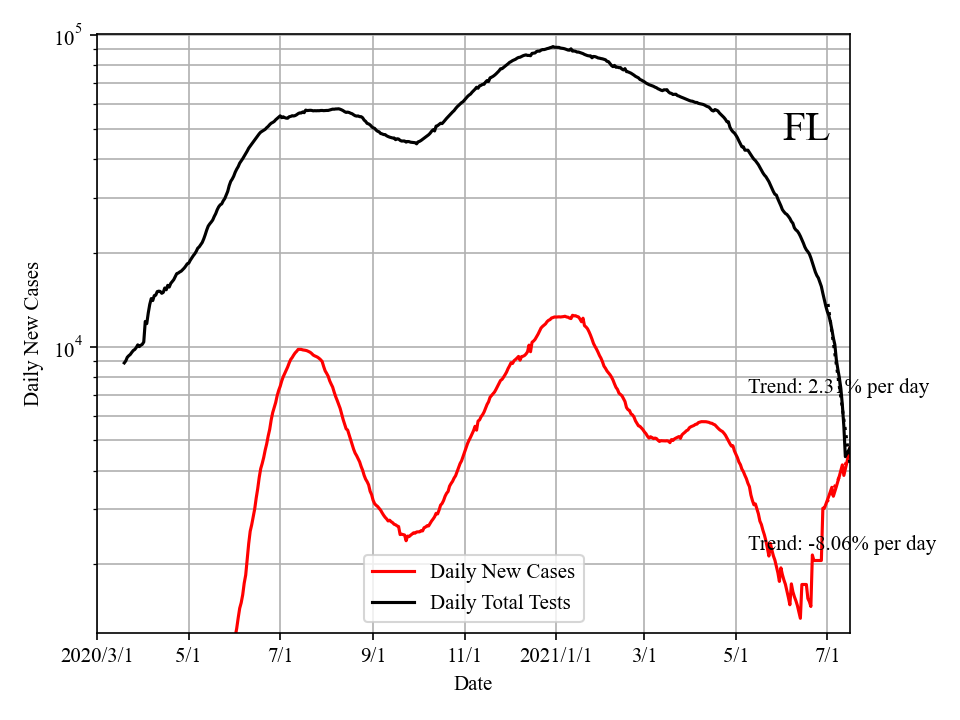 10^5
FL
Daily New Cases
10^4
Trend: 2.31% per day
Trend: -8.06% per day
Daily New Cases
Daily Total Tests
2020/3/1 5/1 7/1 9/1 11/1 2021/1/1 3/1 5/1 7/1
Date